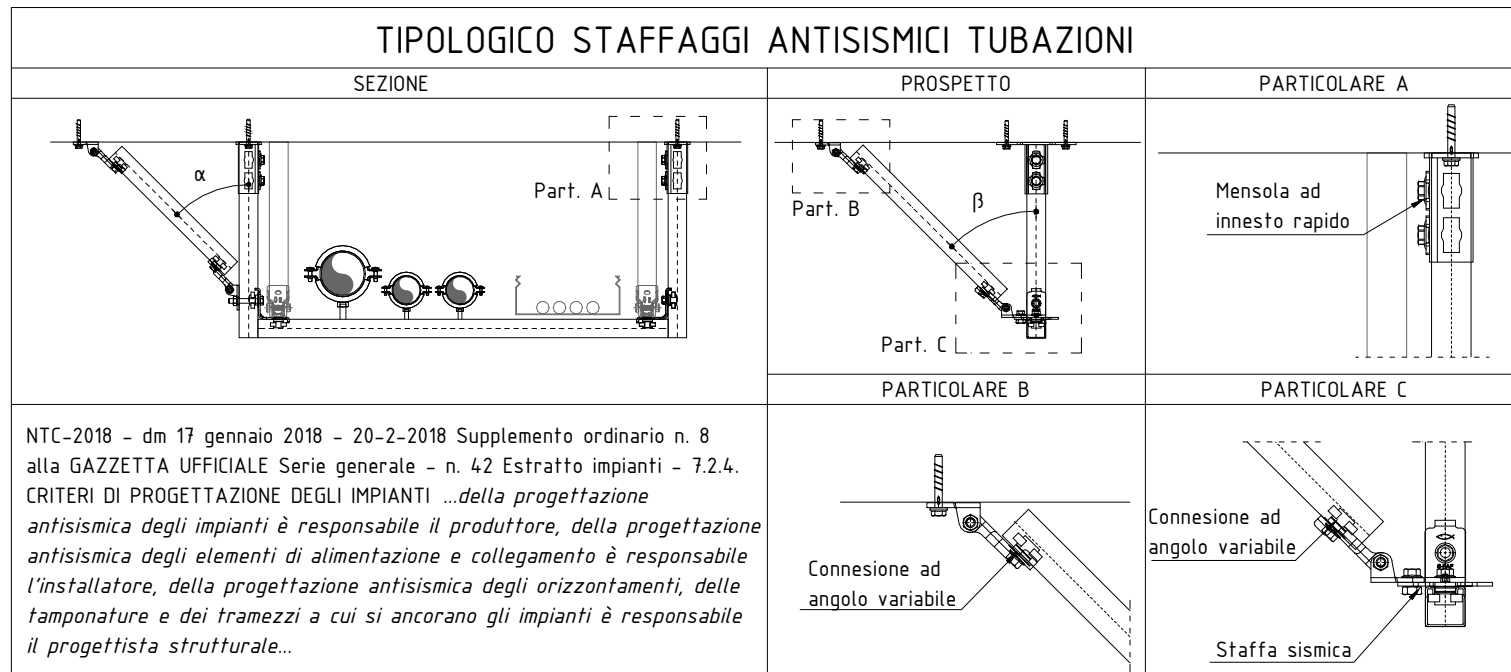 TIPOLOGICO STAFFAGGI ANTISISMICI TUBAZIONI
SEZIONE
PROSPETTO
PARTICOLARE A
α
Part. A
Part. B
β
Part. C
Mensola ad
innesto rapido
PARTICOLARE B
PARTICOLARE C
NTC-2018 - dm 17 gennaio 2018 - 20-2-2018 Supplemento ordinario n. 8
alla GAZZETTA UFFICIALE Serie generale - n. 42 Estratto impianti - 7.2.4.
CRITERI DI PROGETTAZIONE DEGLI IMPIANTI ...della progettazione
antisismica degli impianti è responsabile il produttore, della progettazione
antisismica degli elementi di alimentazione e collegamento è responsabile
l'installatore, della progettazione antisismica degli orizzontamenti, delle
tamponature e dei tramezzi a cui si ancorano gli impianti è responsabile
il progettista strutturale...
Connesione ad
angolo variabile
Connesione ad
angolo variabile
Staffa sismica